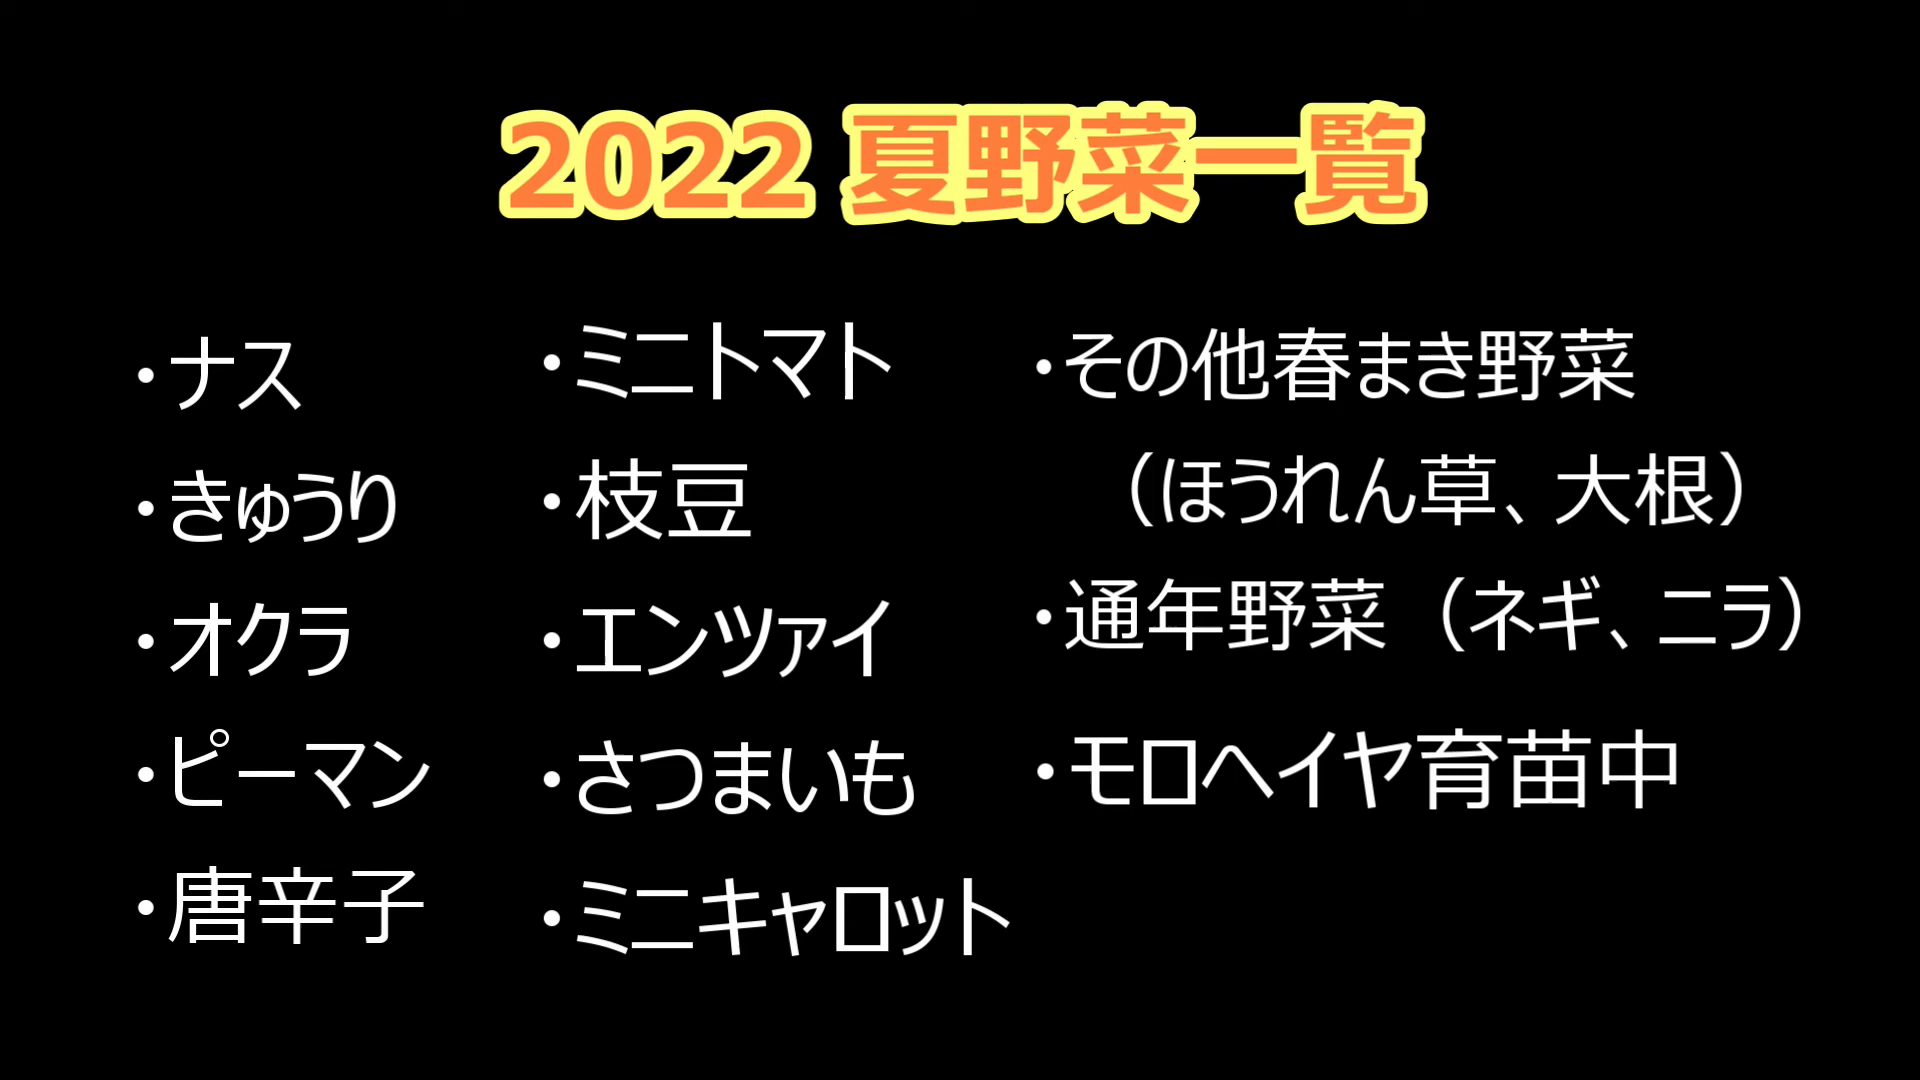 2022 夏野菜一覧
・ナス
・きゅうり
・オクラ
・ピーマン
・唐辛子
・ミニトマト
・枝豆
・エンツァイ
・さつまいも
・ミニキャロット
・その他春まき野菜
（ほうれん草、大根）
・通年野菜（ネギ、ニラ）
・モロヘイヤ育苗中